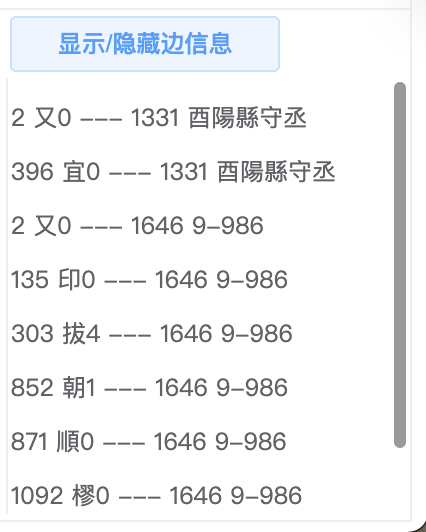 显示/隐藏边信息
2 又0 --- 1331 酉陽縣守丞
396 宜0 --- 1331 酉陽縣守丞
2 又0 --- 1646 9-986
135 印0 --- 1646 9-986
303 拔4 --- 1646 9-986
852 朝1 --- 1646 9-986
871 順0 --- 1646 9-986
1092 樛0 --- 1646 9-986